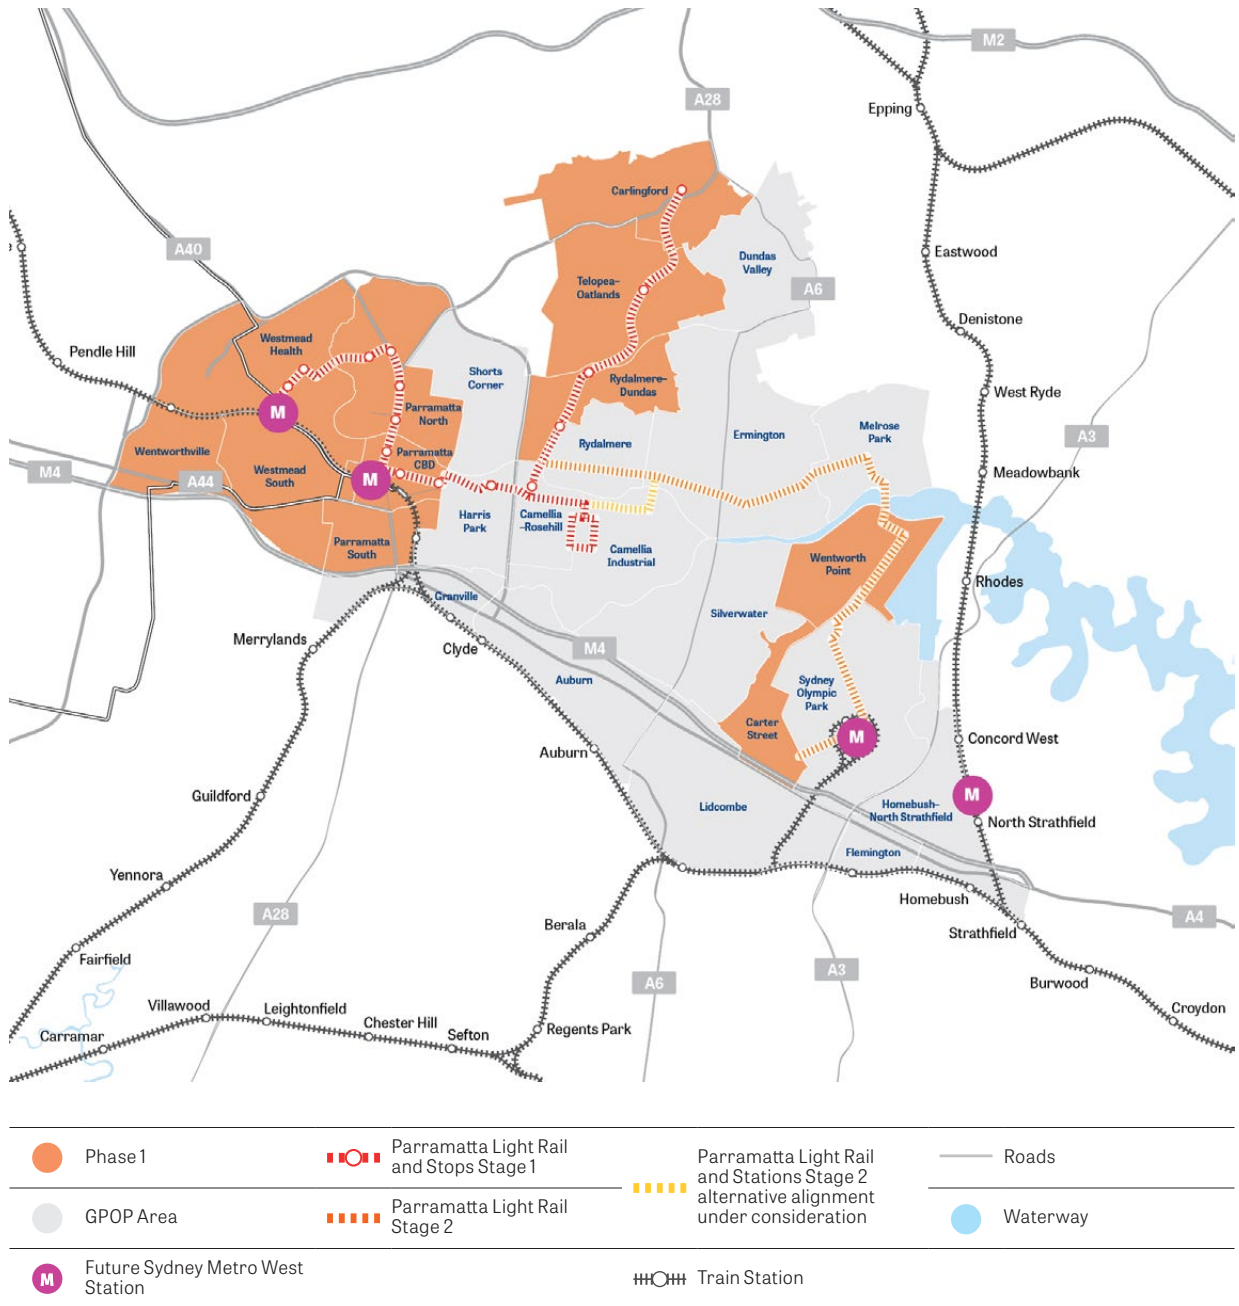 M2
A28
Epping
Carlingford
A40
Eastwood
Dundas
Valley
Telopea–
Oatlands
A6
Denistone
Westmead
Health
Pendle Hill
Shorts
Corner
Rydalmere–
Dundas
West Ryde
M
Parramatta
North
Melrose
Park
A3
Ermington
Rydalmere
Wentworthville
Parramatta
CBD
M4
A44
Westmead
South
M
Meadowbank
Harris
Park
Camellia
–Rosehill
Parramatta
South
Camellia
Industrial
Wentworth
Point
Rhodes
Granville
Silverwater
Merrylands
Clyde
M4
Auburn
Sydney
Olympic
Park
Carter
Street
M
Concord West
Auburn
M
Guildford
Lidcombe
Homebush–
North Strathfield
North Strathfield
Flemington
Yennora
Homebush
A28
A4
Berala
Strathfield
Fairfield
A6
A3
Burwood
Villawood
Leightonfield
Chester Hill
Sefton
Regents Park
Croydon
Carramar
Phase 1
Parramatta Light Rail
and Stops Stage 1
Parramatta Light Rail
and Stations Stage 2
alternative alignment
under consideration
Roads
GPOP Area
Parramatta Light Rail
Stage 2
Waterway
M
Future Sydney Metro West
Station
Train Station